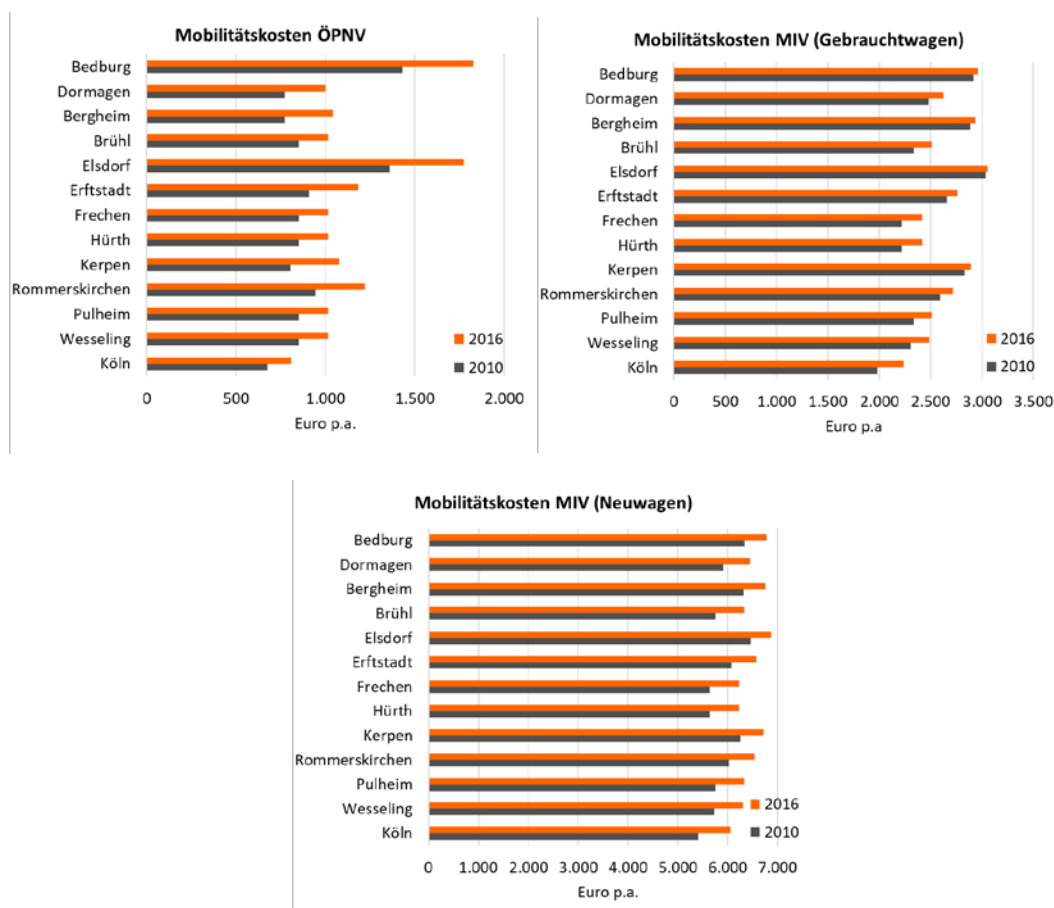 Mobilitätskosten ÖPNV
Bedburg
Dormagen
Bergheim
Brühl
Elsdorf
Erftstadt
Frechen
Hürth
Kerpen
Rommerskirchen
Pulheim
Wesseling
Köln
2016
2010
0 500 1.000 1.500 2.000
Euro p.a.
Mobilitätskosten MIV (Gebrauchtwagen)
Bedburg
Dormagen
Bergheim
Brühl
Elsdorf
Erftstadt
Frechen
Hürth
Kerpen
Rommerskirchen
Pulheim
Wesseling
Köln
2016
2010
0 500 1.000 1.500 2.000 2.500 3.000 3.500
Euro p.a
Mobilitätskosten MIV (Neuwagen)
Bedburg
Dormagen
Bergheim
Brühl
Elsdorf
Erftstadt
Frechen
Hürth
Kerpen
Rommerskirchen
Pulheim
Wesseling
Köln
2016
2010
0 1.000 2.000 3.000 4.000 5.000 6.000 7.000
Euro p.a.